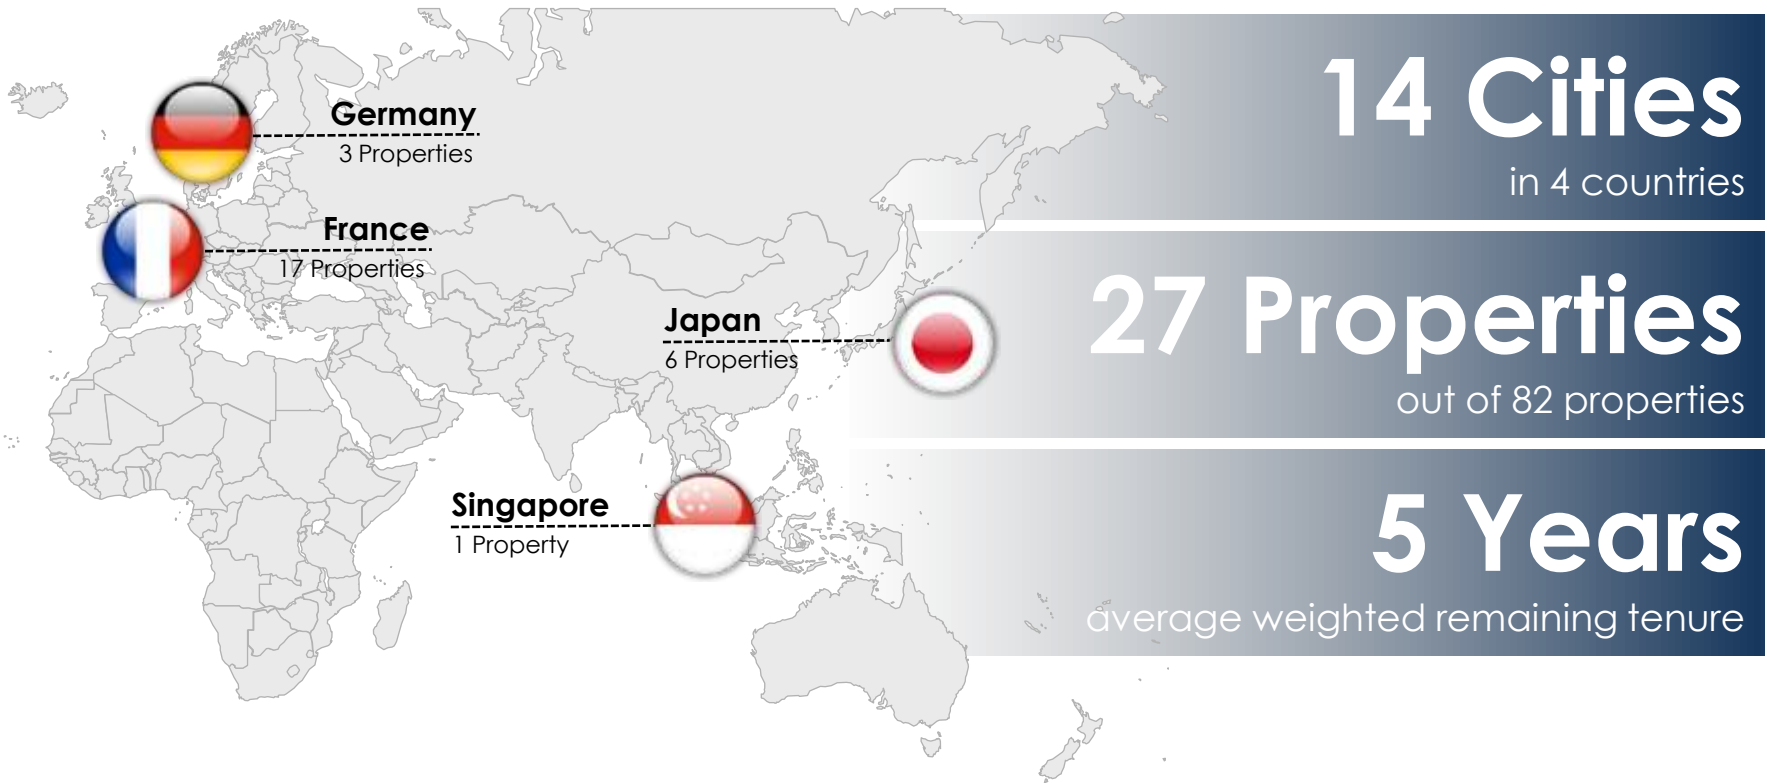 Germany
3 Properties
France
17 Properties
Japan
6 Properties
Singapore
1 Property
14 Cities
in 4 countries
27 Properties
out of 82 properties
5 Years
average weighted remaining tenure